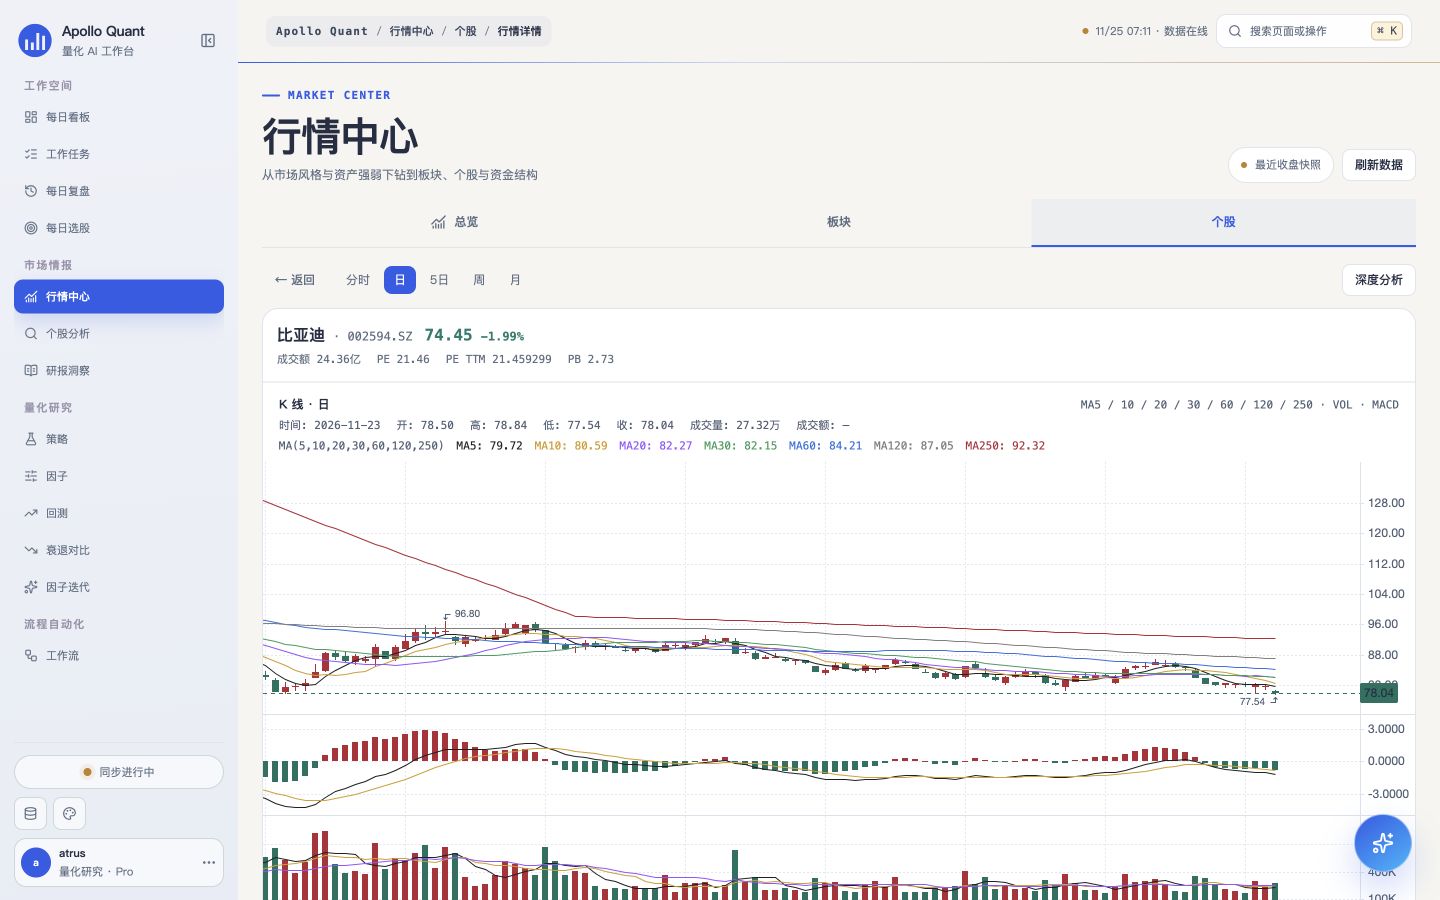 Apollo Quant
量化 AI 工作台
工作空间
每日看板
工作任务
每日复盘
每日选股
市场情报
行情中心
个股分析
研报洞察
量化研究
策略
因子
回测
衰退对比
因子迭代
流程自动化
工作流
同步进行中
a
atrus
量化研究 · Pro
Apollo Quant / 行情中心 / 个股 / 行情详情
11/25 07:11 · 数据在线
搜索页面或操作
⌘ K
MARKET CENTER
行情中心
从市场风格与资产强弱下钻到板块、个股与资金结构
最近收盘快照
刷新数据
总览
板块
个股
← 返回
分时
日
5日
周
月
深度分析
比亚迪 · 002594.SZ 74.45 -1.99%
成交额 24.36亿 PE 21.46 PE TTM 21.459299 PB 2.73
K 线 · 日
MA5 / 10 / 20 / 30 / 60 / 120 / 250 · VOL · MACD
时间: 2026-11-23 开: 78.50 高: 78.84 低: 77.54 收: 78.04 成交量: 27.32万 成交额: —
MA(5,10,20,30,60,120,250) MA5: 79.72 MA10: 80.59 MA20: 82.27 MA30: 82.15 MA60: 84.21 MA120: 87.05 MA250: 92.32
128.00
120.00
112.00
104.00
96.80
96.00
88.00
78.04
77.54
3.0000
0.0000
-3.0000
400K
100K